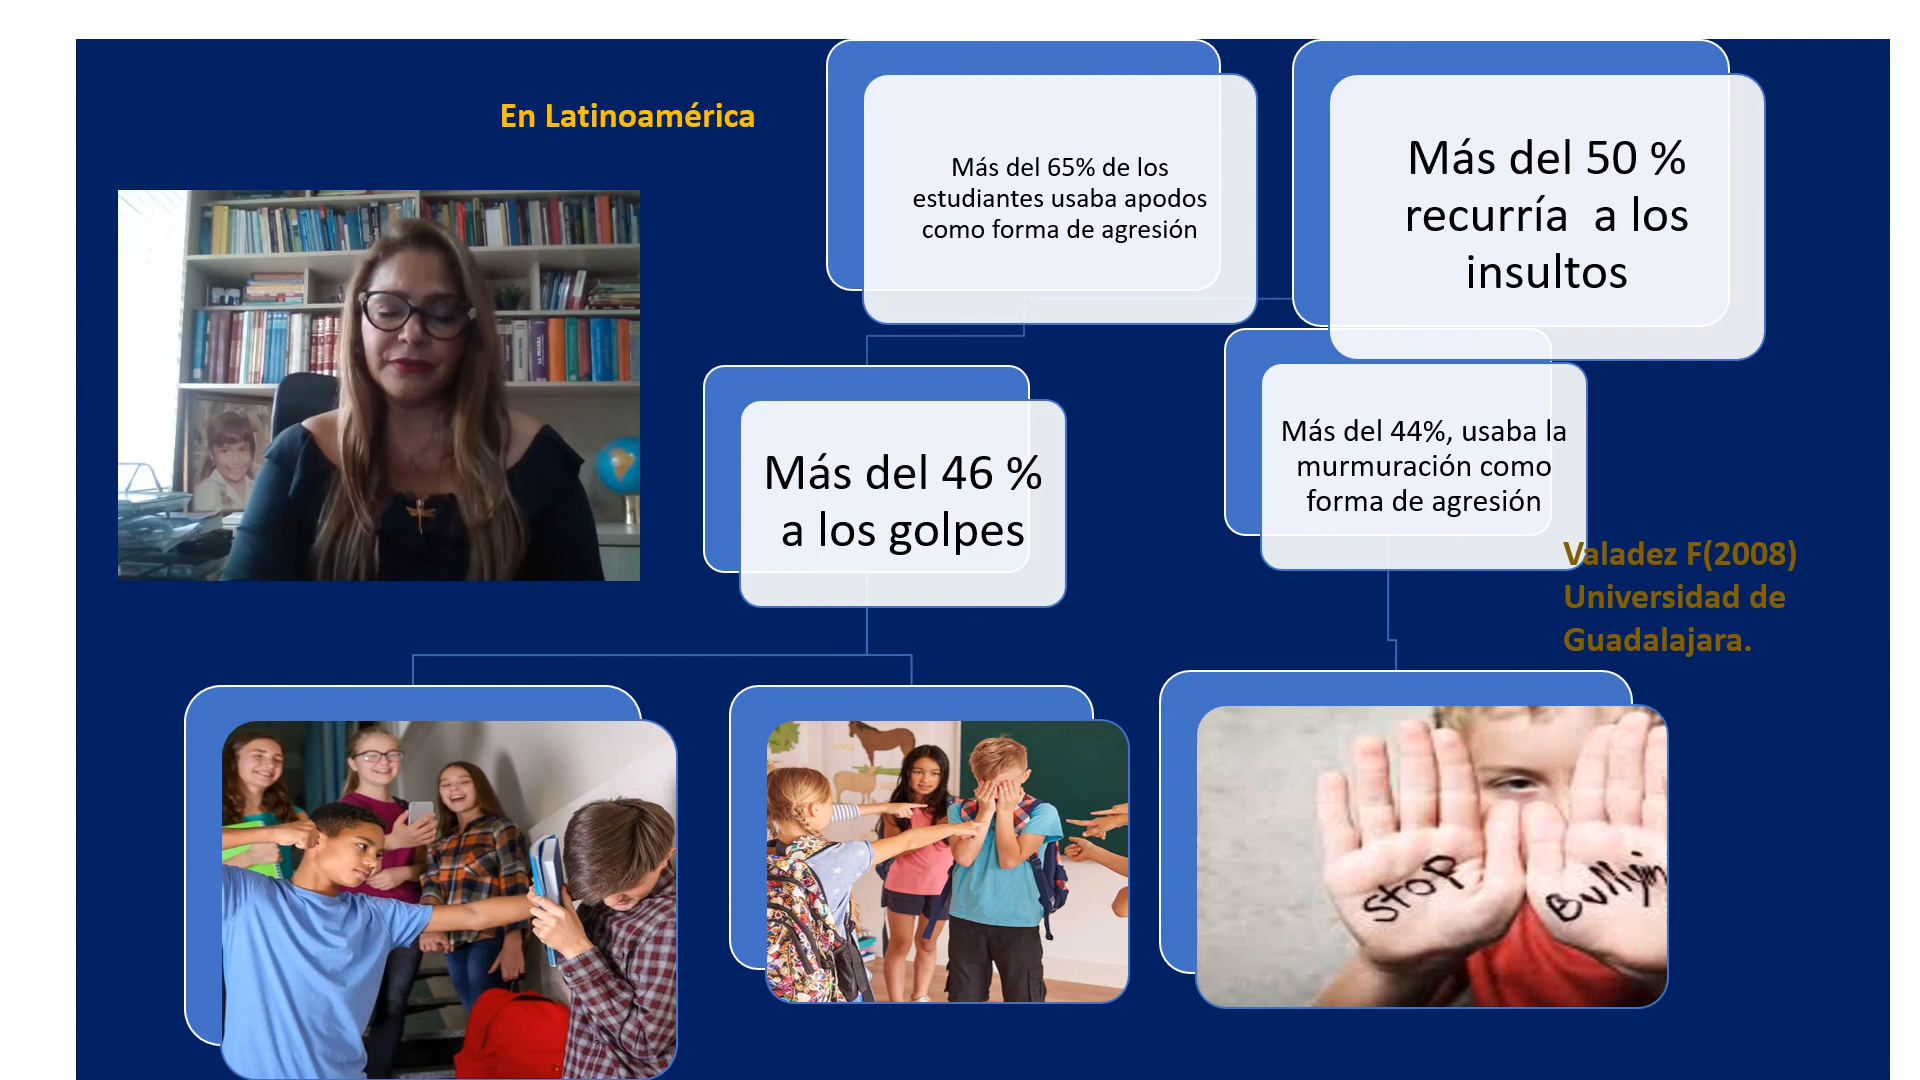 En Latinoamérica
Más del 65% de los
estudiantes usaba apodos
como forma de agresión
Más del 50 %
recurría  a los
insultos
Más del 46 %
a los golpes
Más del 44%, usaba la
murmuración como
forma de agresión
Valadez F(2008)
Universidad de
Guadalajara.
Stop
Bullyin